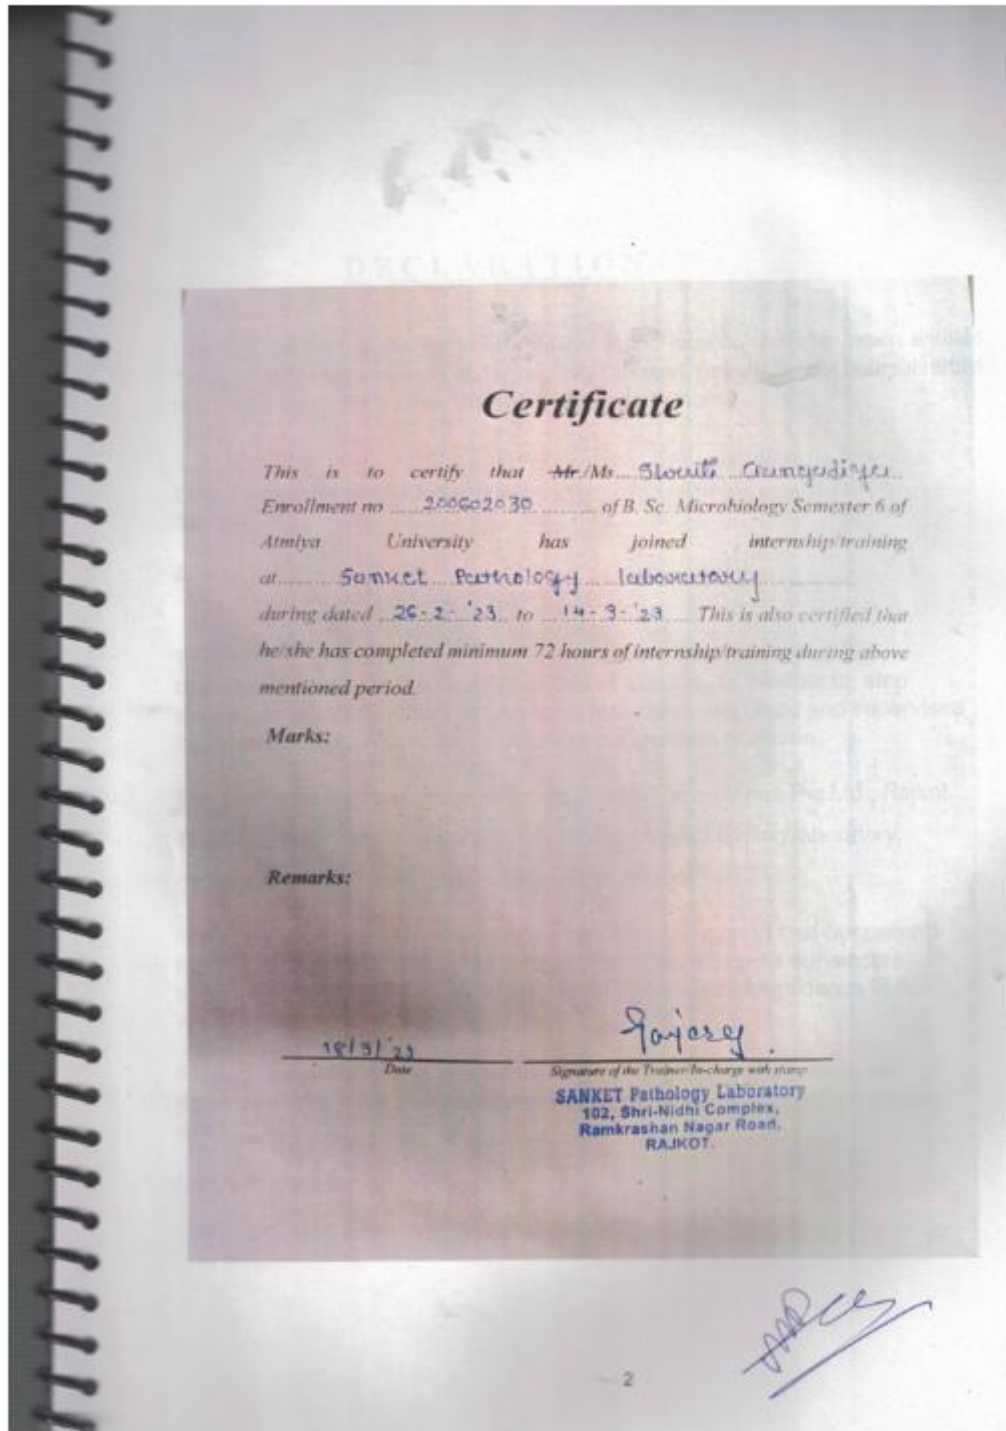 DECLARATION
Certificate
This is to certify that Mr./Ms.
Enrollment no 200602030 of B. Sc. Microbiology Semester 6 of
Atmiya University has joined internship/training
at Sanket Pathology laboratory
during dated 26-2-'23 to 14-3-'23 This is also certified that
he/she has completed minimum 72 hours of internship/training during above
mentioned period.
Marks:
Remarks:
18/3/'23
Date
Signature of the Trainer/In-charge with stamp
SANKET Pathology Laboratory
102, Shri-Nidhi Complex,
Ramkrashan Nagar Road,
RAJKOT.
2